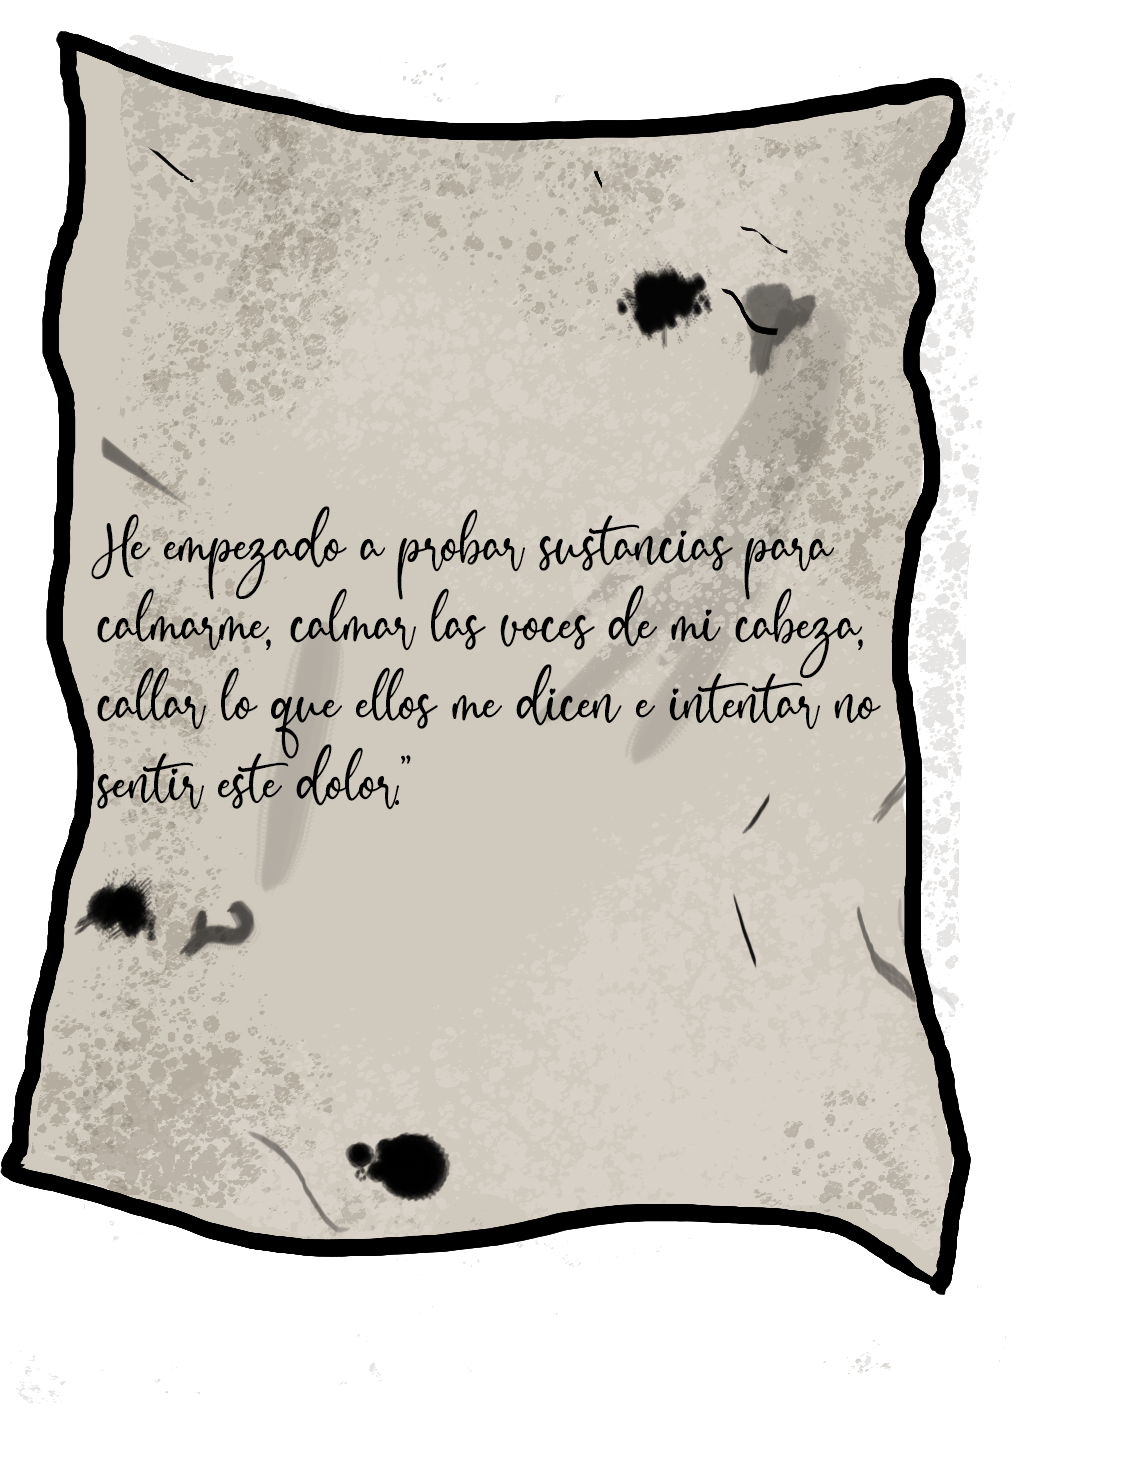 He empezado a probar sustancias para
calmarme, calmar las voces de mi cabeza,
callar lo que ellos me dicen e intentar no
sentir este dolor."